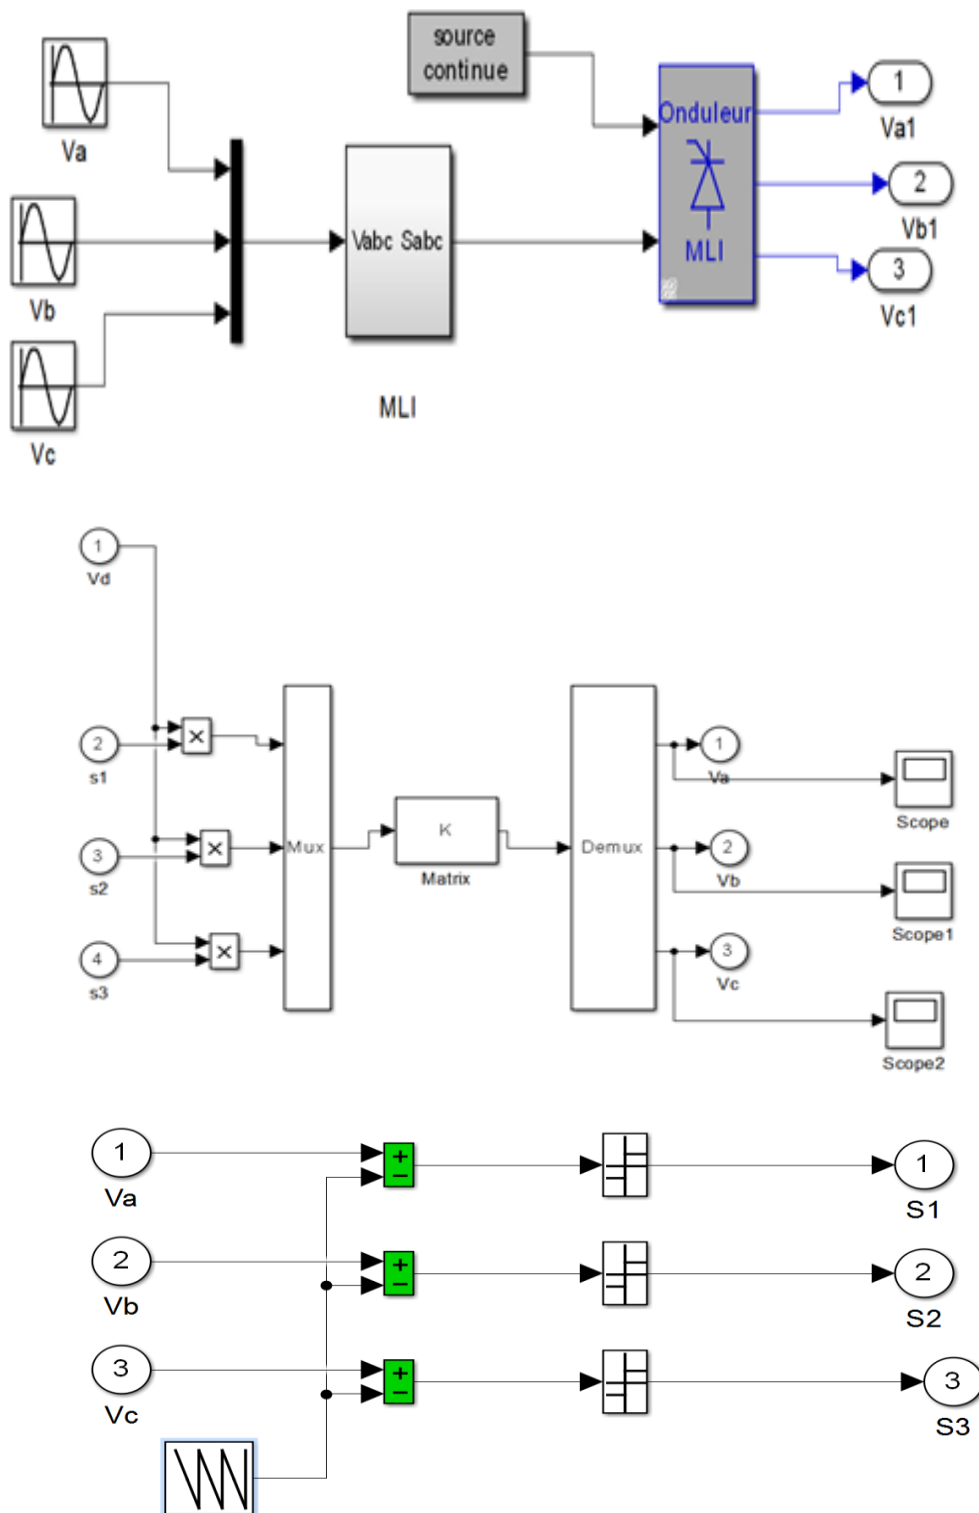 source
continue
Va
Onduleur
1
Va1
2
Vb1
Vb
Vabc Sabc
MLI
3
Vc1
MLI
Vc
1
Vd
2
s1
×
1
Va
Scope
3
s2
×
Mux
K
Matrix
Demux
2
Vb
Scope1
4
s3
×
3
Vc
Scope2
1
Va
+
−
1
S1
2
Vb
+
−
2
S2
3
Vc
+
−
3
S3